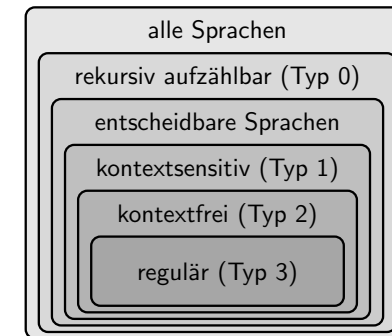 alle Sprachen
rekursiv aufzählbar (Typ 0)
entscheidbare Sprachen
kontextsensitiv (Typ 1)
kontextfrei (Typ 2)
regulär (Typ 3)